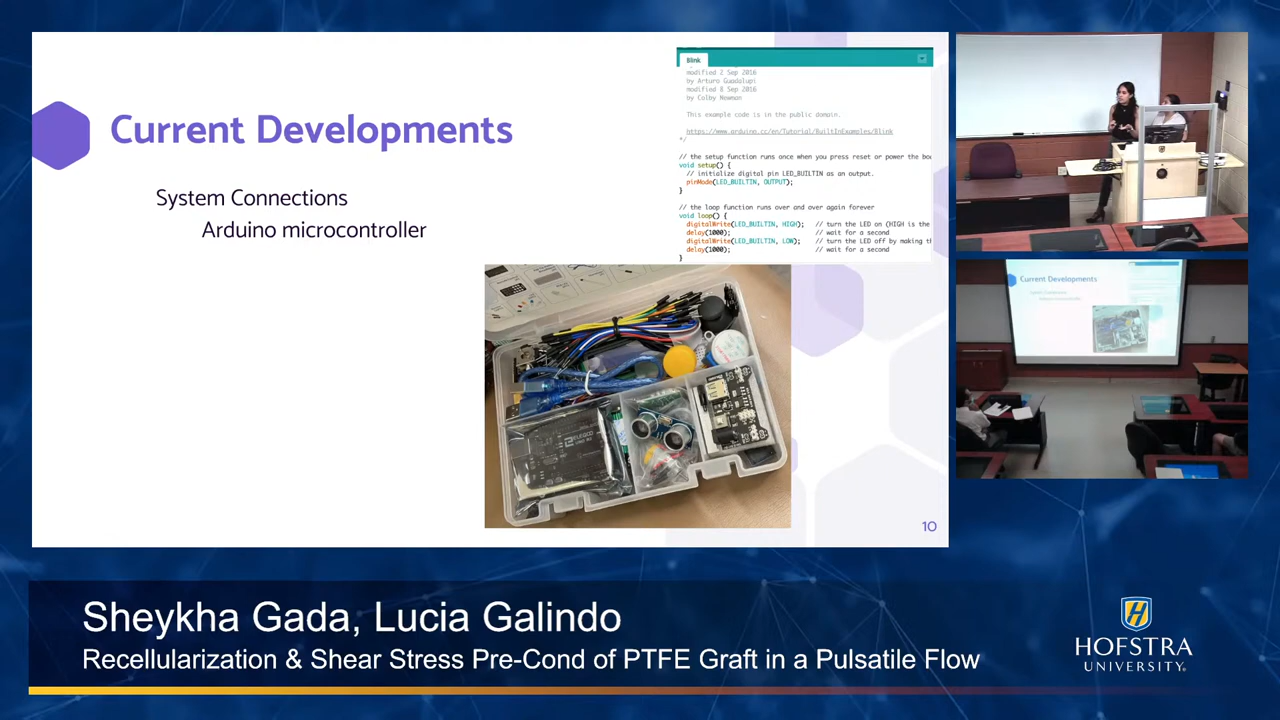 Current Developments
System Connections
Arduino microcontroller
Blink
modified 2 Sep 2016
by Arturo Guadalupi
modified 8 Sep 2016
by Colby Newman
This example code is in the public domain.
https://www.arduino.cc/en/Tutorial/BuiltInExamples/Blink
*/
// the setup function runs once when you press reset or power the boa
void setup() {
// initialize digital pin LED_BUILTIN as an output.
pinMode(LED_BUILTIN, OUTPUT);
}
// the loop function runs over and over again forever
void loop() {
digitalWrite(LED_BUILTIN, HIGH); // turn the LED on (HIGH is the
delay(1000); // wait for a second
digitalWrite(LED_BUILTIN, LOW); // turn the LED off by making th
delay(1000); // wait for a second
}
ELEGOO
UNO R3
10
Current Developments
Sheykha Gada, Lucia Galindo
Recellularization & Shear Stress Pre-Cond of PTFE Graft in a Pulsatile Flow
H
HOFSTRA
UNIVERSITY